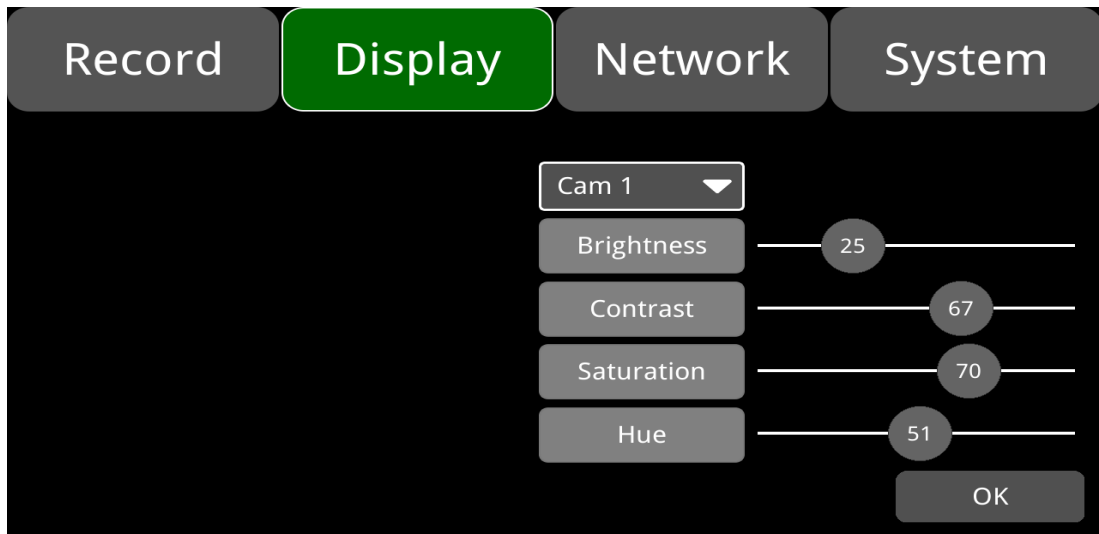 Record Display Network System
Cam 1
Brightness 25
Contrast 67
Saturation 70
Hue 51
OK